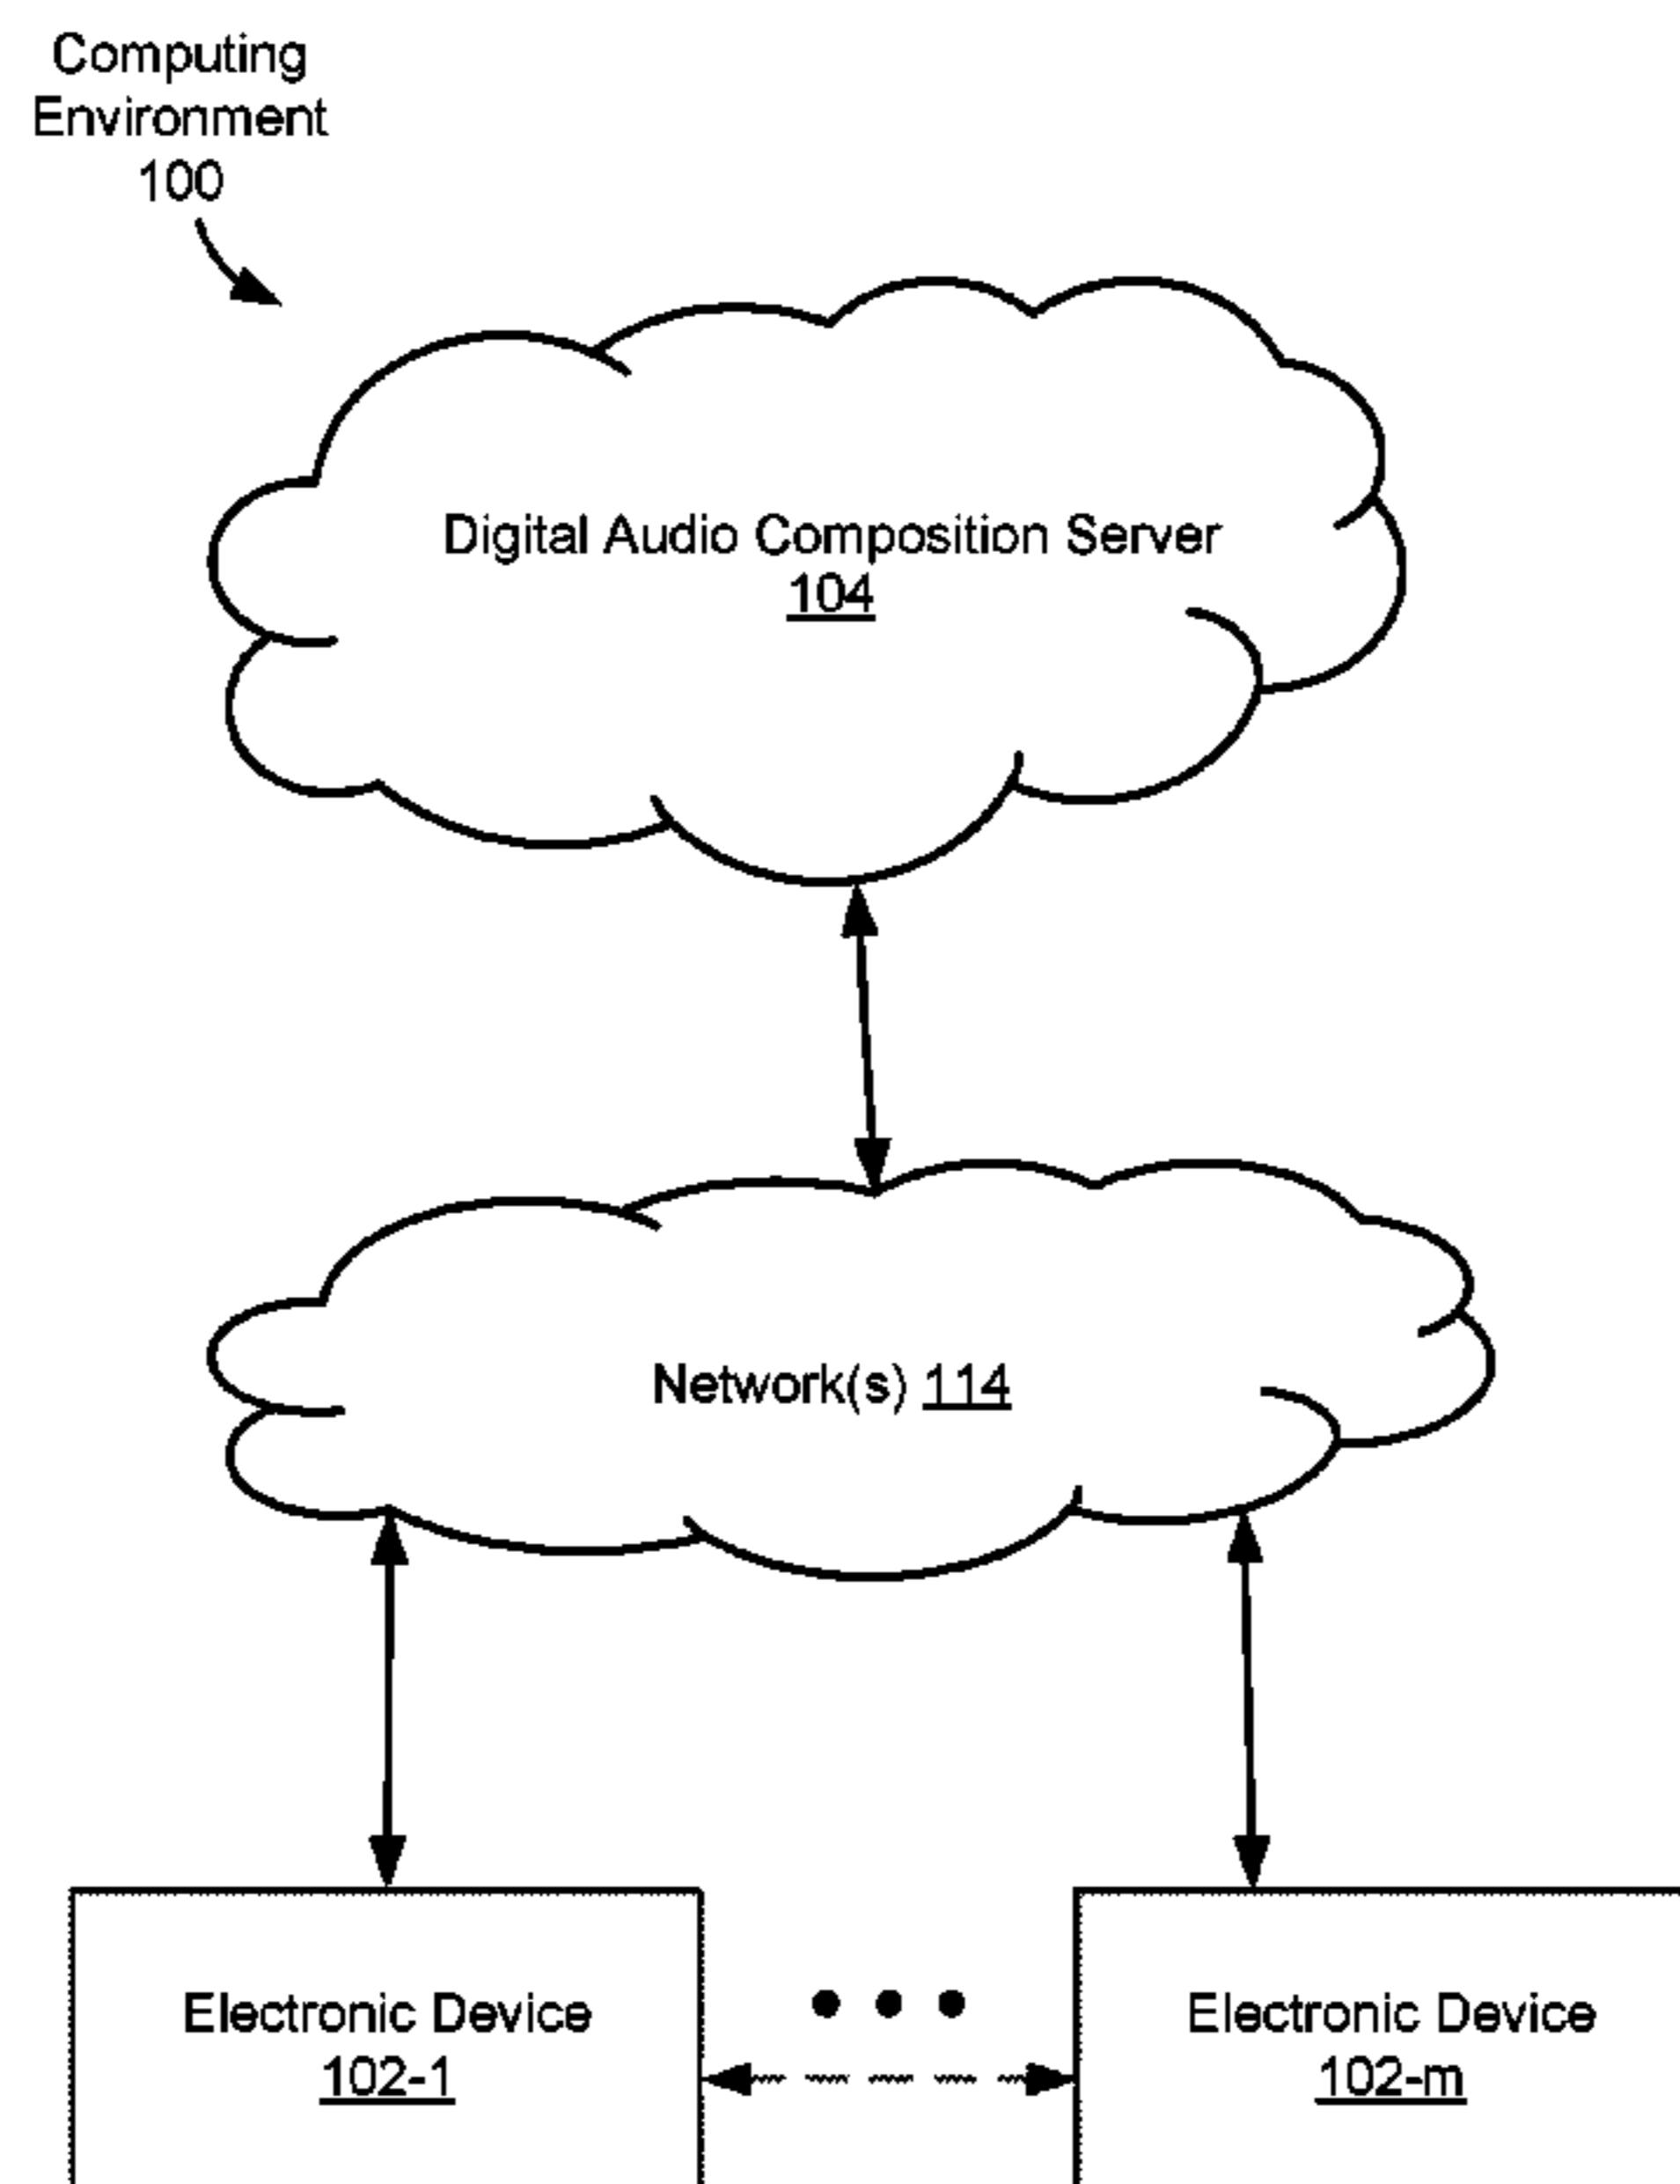 Computing
Environment
100
Digital Audio Composition Server
104
Network(s) 114
Electronic Device
102-1
Electronic Device
102-m